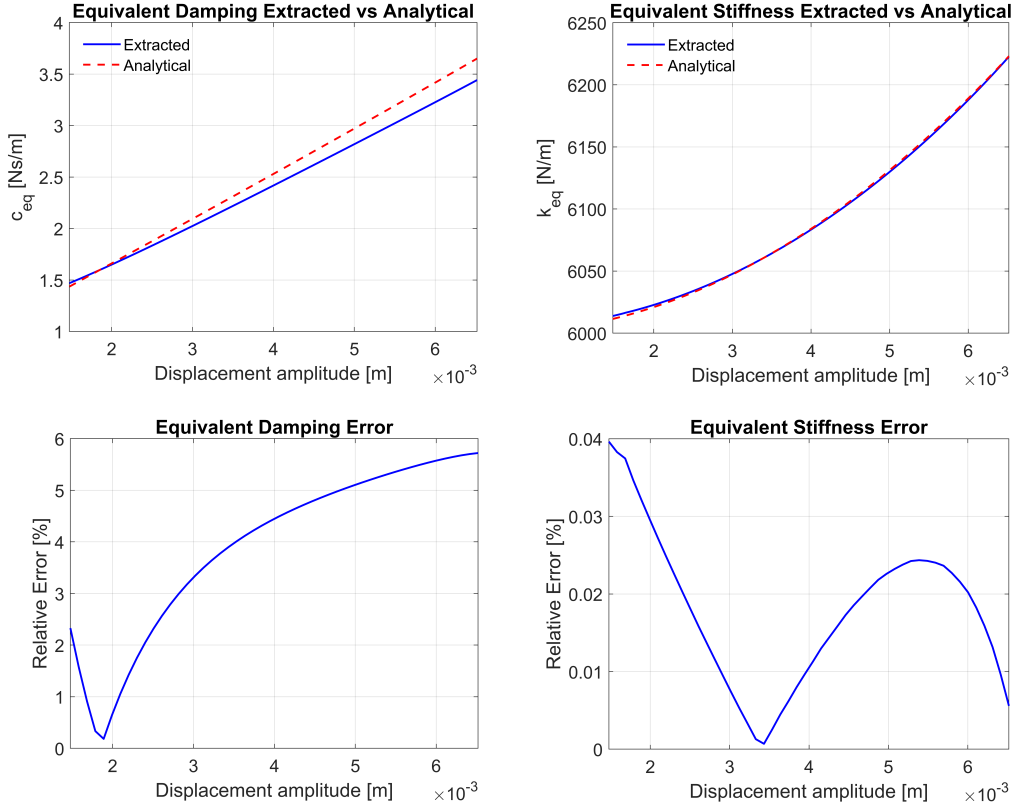 Equivalent Damping Extracted vs Analytical
4
3.5
3
2.5
2
1.5
1
c_eq [Ns/m]
Extracted
Analytical
2 3 4 5 6
Displacement amplitude [m]
×10^-3
Equivalent Stiffness Extracted vs Analytical
6250
6200
6150
6100
6050
6000
k_eq [N/m]
Extracted
Analytical
2 3 4 5 6
Displacement amplitude [m]
×10^-3
Equivalent Damping Error
6
5
4
3
2
1
0
Relative Error [%]
2 3 4 5 6
Displacement amplitude [m]
×10^-3
Equivalent Stiffness Error
0.04
0.03
0.02
0.01
0
Relative Error [%]
2 3 4 5 6
Displacement amplitude [m]
×10^-3